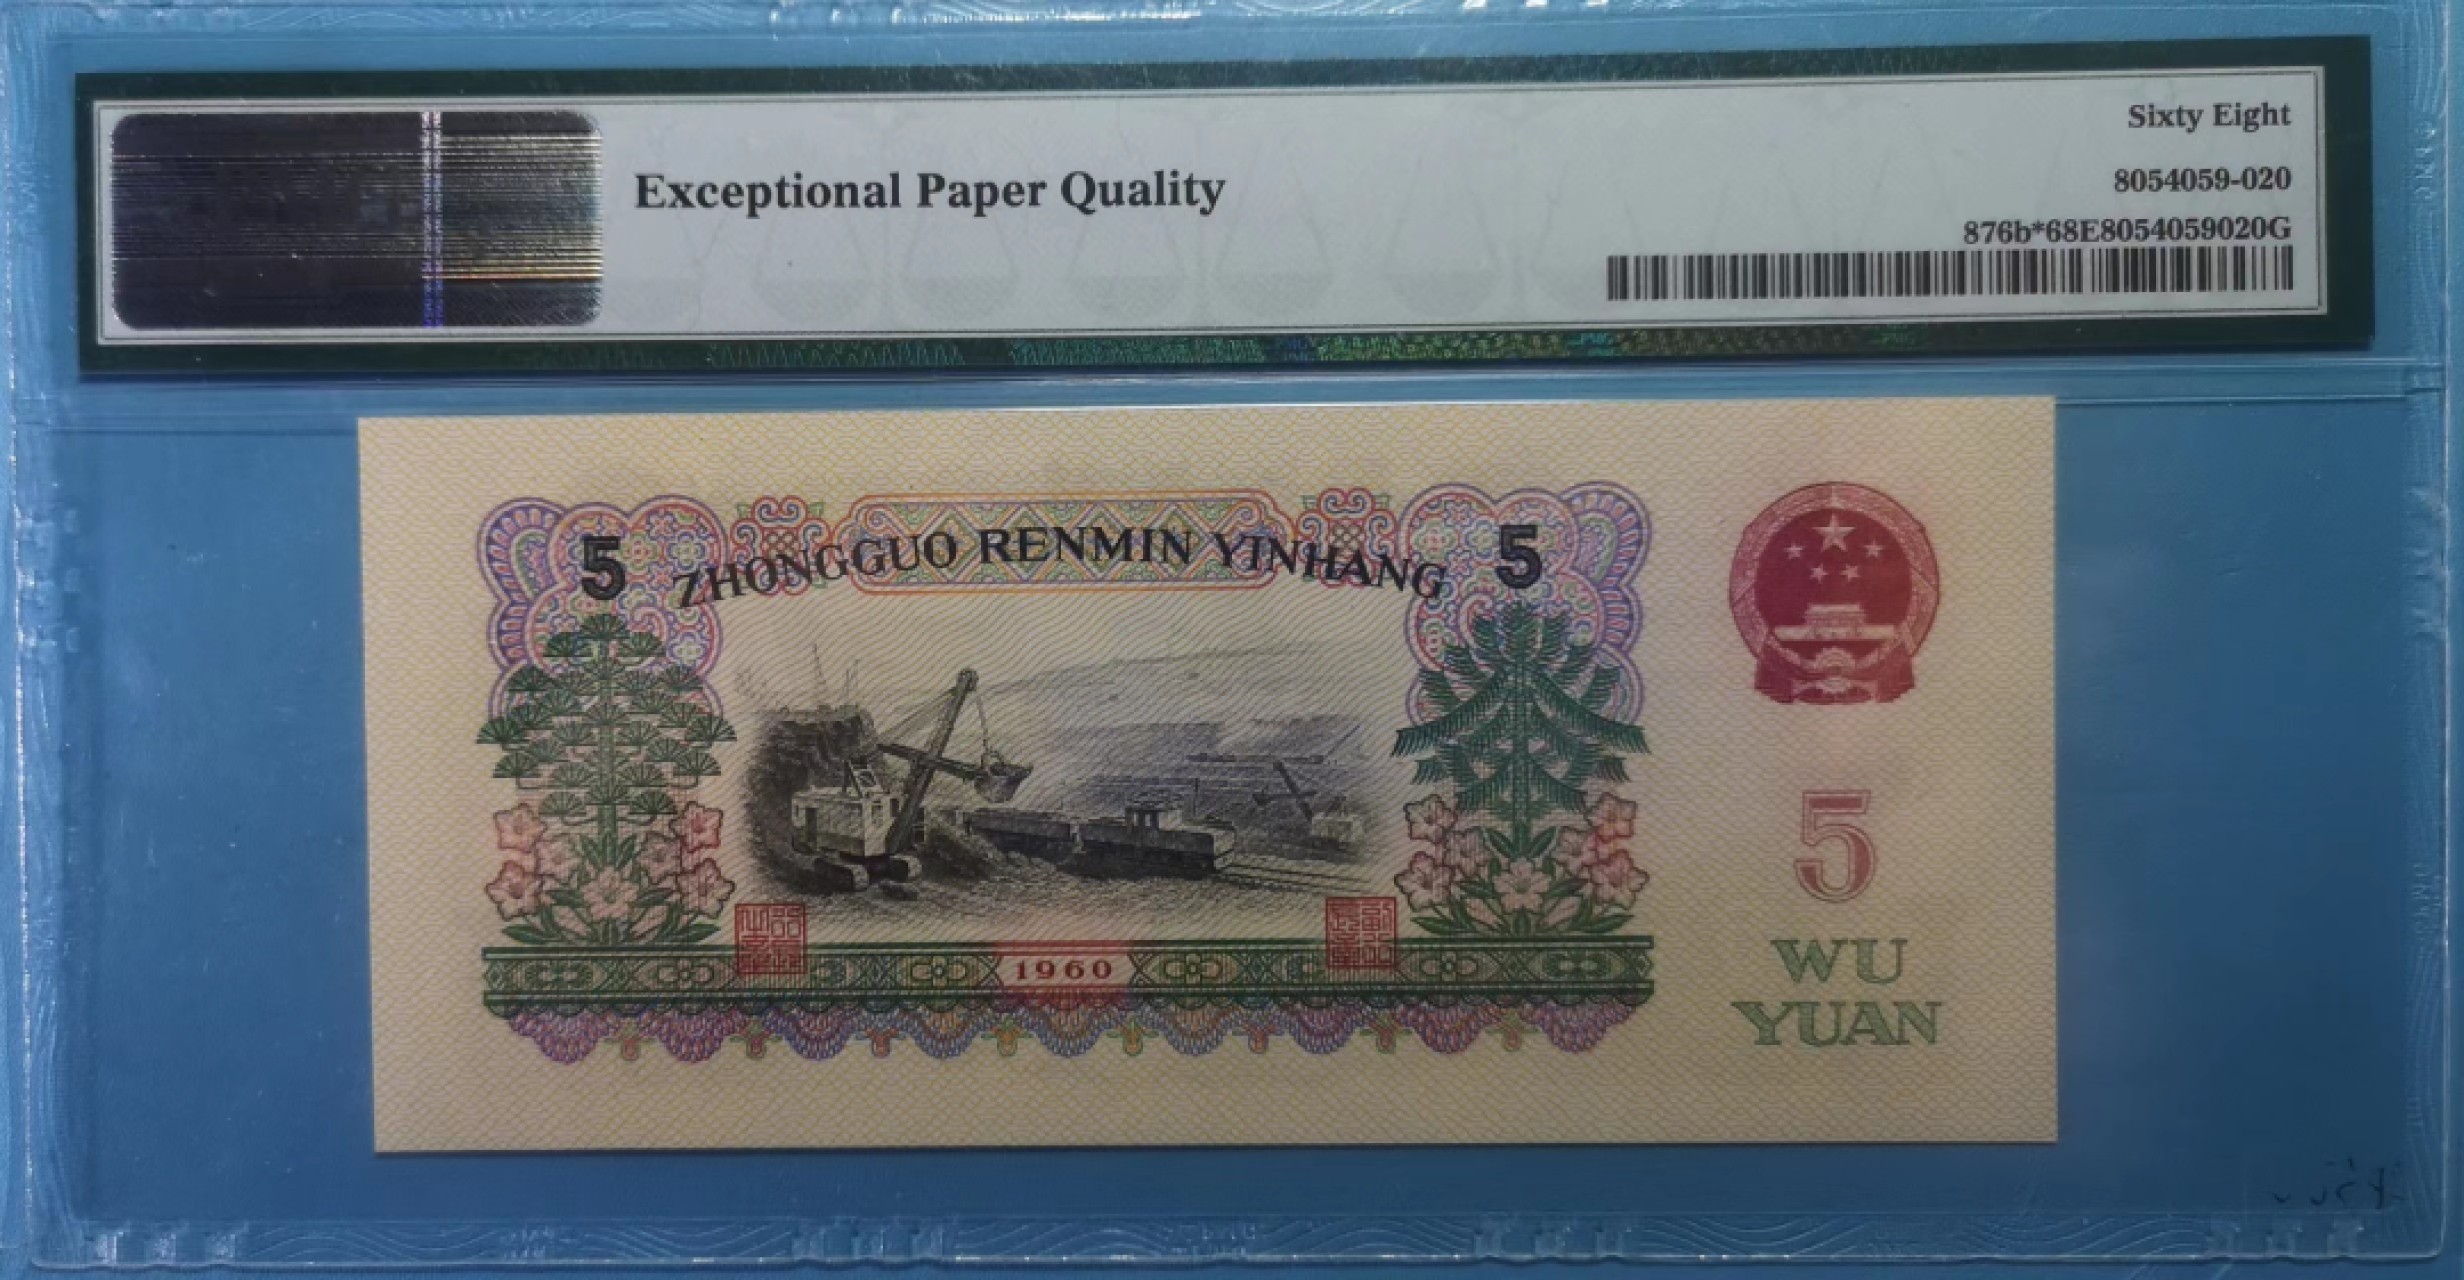 Sixty Eight
Exceptional Paper Quality
8054059-020
876b*68E8054059020G
5 ZHONGGUO RENMIN YINHANG 5
5
1960
WU
YUAN